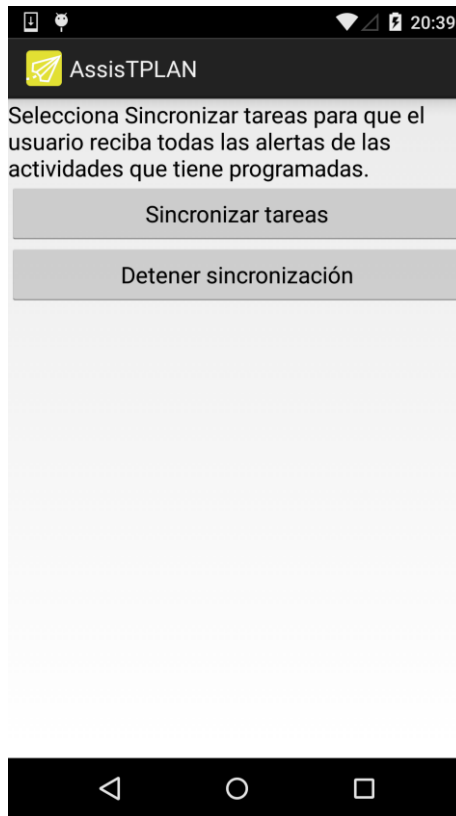 20:39
AssisTPLAN
Selecciona Sincronizar tareas para que el
usuario reciba todas las alertas de las
actividades que tiene programadas.
Sincronizar tareas
Detener sincronización